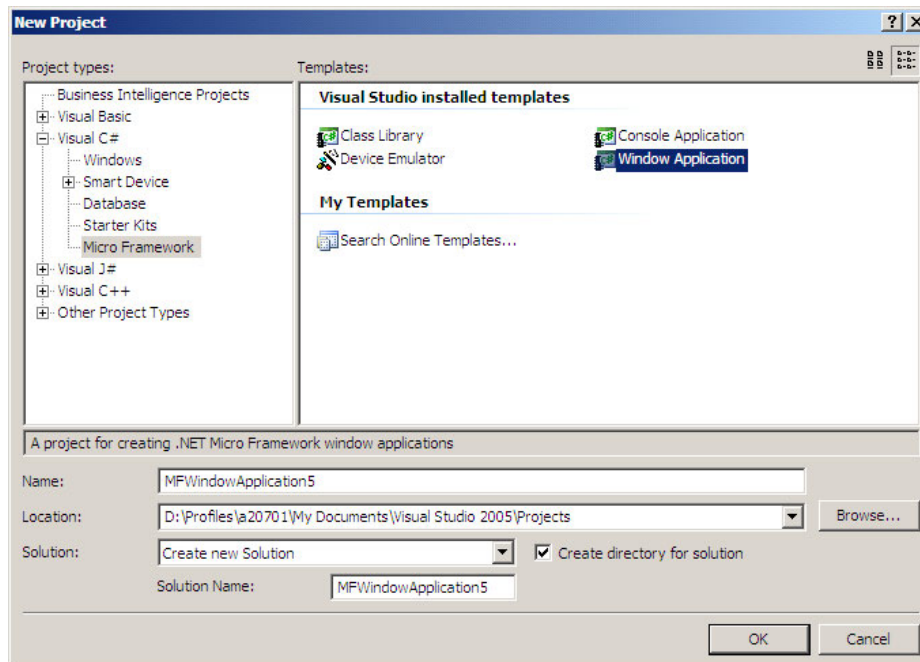 New Project
Project types:
Templates:
Business Intelligence Projects
Visual Basic
Visual C#
Windows
Smart Device
Database
Starter Kits
Micro Framework
Visual J#
Visual C++
Other Project Types
Visual Studio installed templates
Class Library
Console Application
Device Emulator
Window Application
My Templates
Search Online Templates...
A project for creating .NET Micro Framework window applications
Name:
MFWindowApplication5
Location:
D:\Profiles\a20701\My Documents\Visual Studio 2005\Projects
Browse...
Solution:
Create new Solution
Create directory for solution
Solution Name:
MFWindowApplication5
OK
Cancel